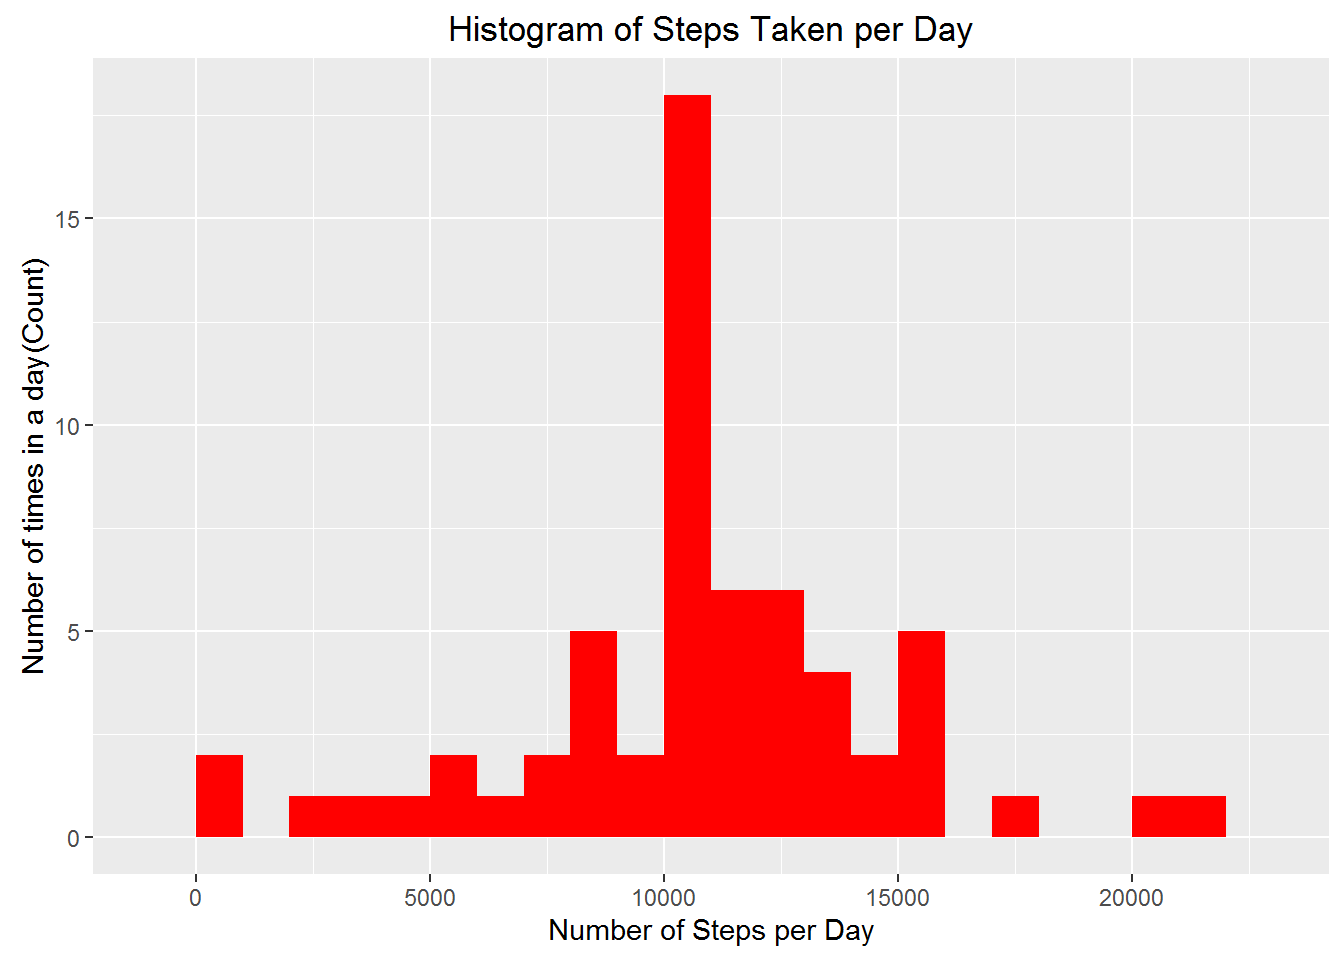 Histogram of Steps Taken per Day
Number of times in a day(Count)
15
10
5
0
0 5000 10000 15000 20000
Number of Steps per Day